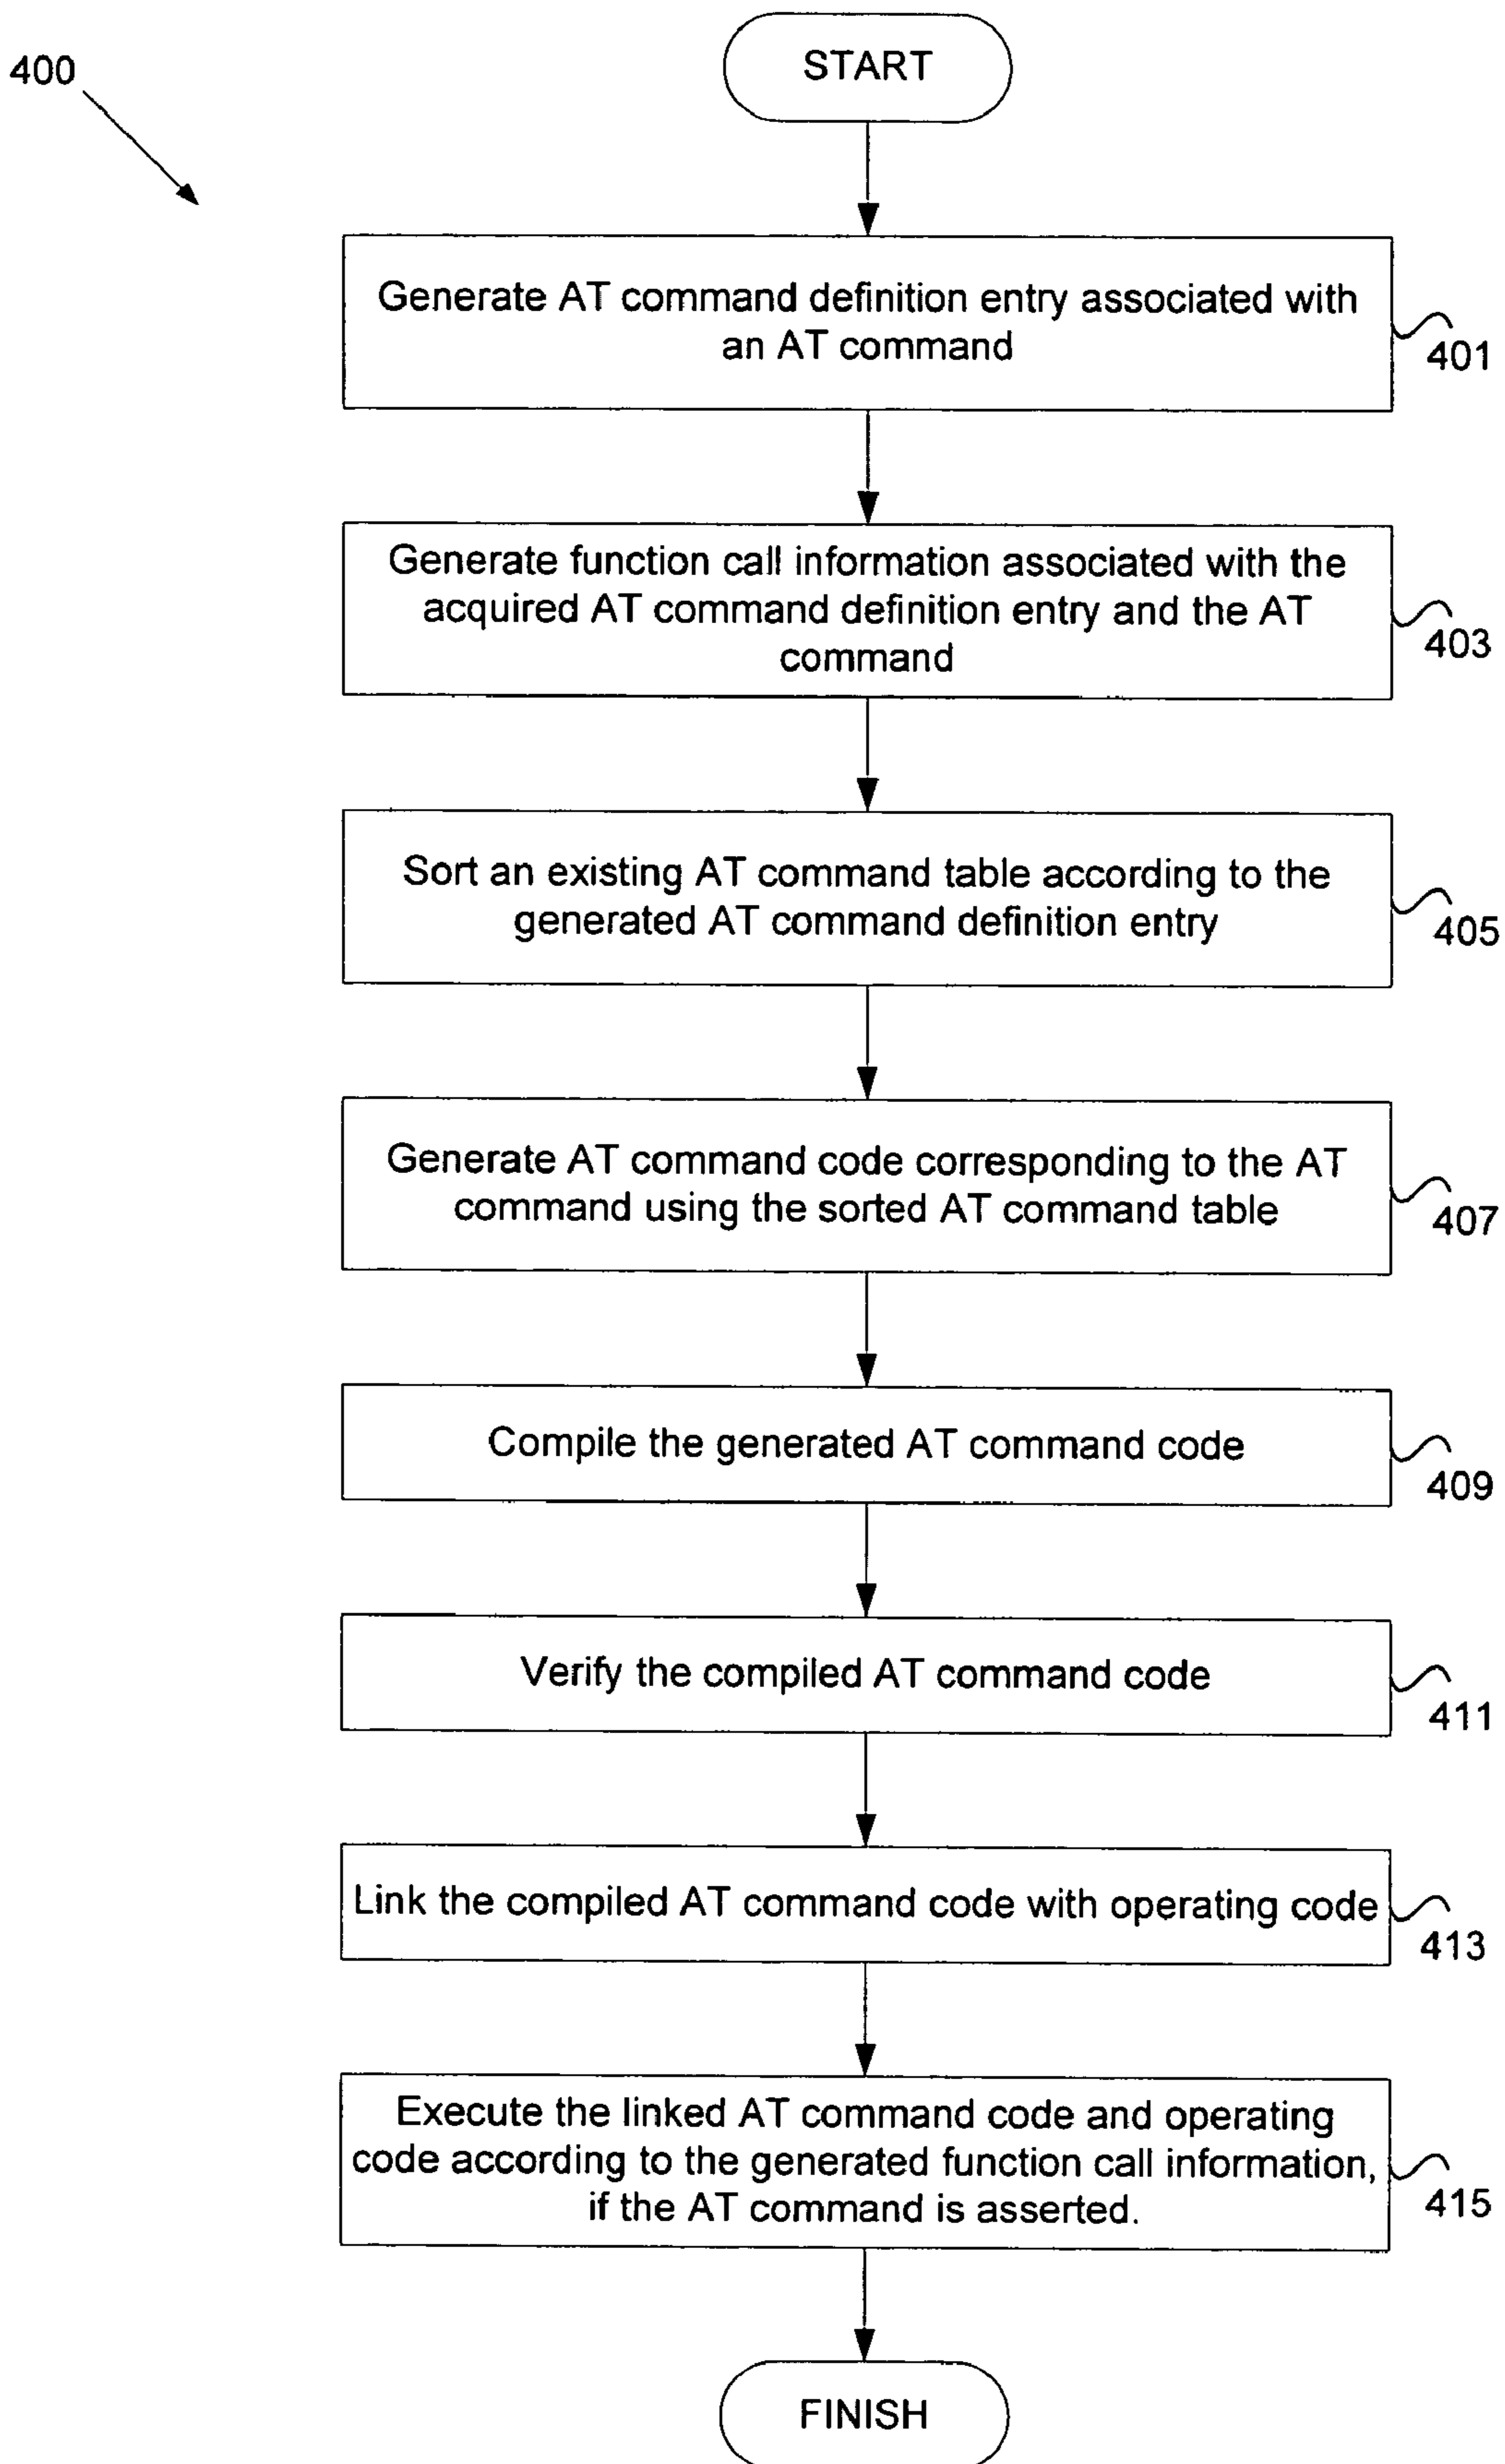 400
START
Generate AT command definition entry associated with
an AT command
401
Generate function call information associated with the
acquired AT command definition entry and the AT
command
403
Sort an existing AT command table according to the
generated AT command definition entry
405
Generate AT command code corresponding to the AT
command using the sorted AT command table
407
Compile the generated AT command code
409
Verify the compiled AT command code
411
Link the compiled AT command code with operating code
413
Execute the linked AT command code and operating
code according to the generated function call information,
if the AT command is asserted.
415
FINISH